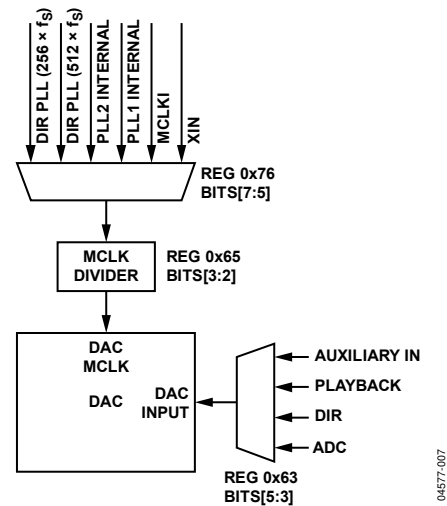 DIR PLL (256 × fS)
DIR PLL (512 × fS)
PLL2 INTERNAL
PLL1 INTERNAL
MCLKI
XIN
REG 0x76
BITS[7:5]
MCLK
DIVIDER
REG 0x65
BITS[3:2]
DAC
MCLK
DAC
DAC
INPUT
AUXILIARY IN
PLAYBACK
DIR
ADC
REG 0x63
BITS[5:3]
04577-007